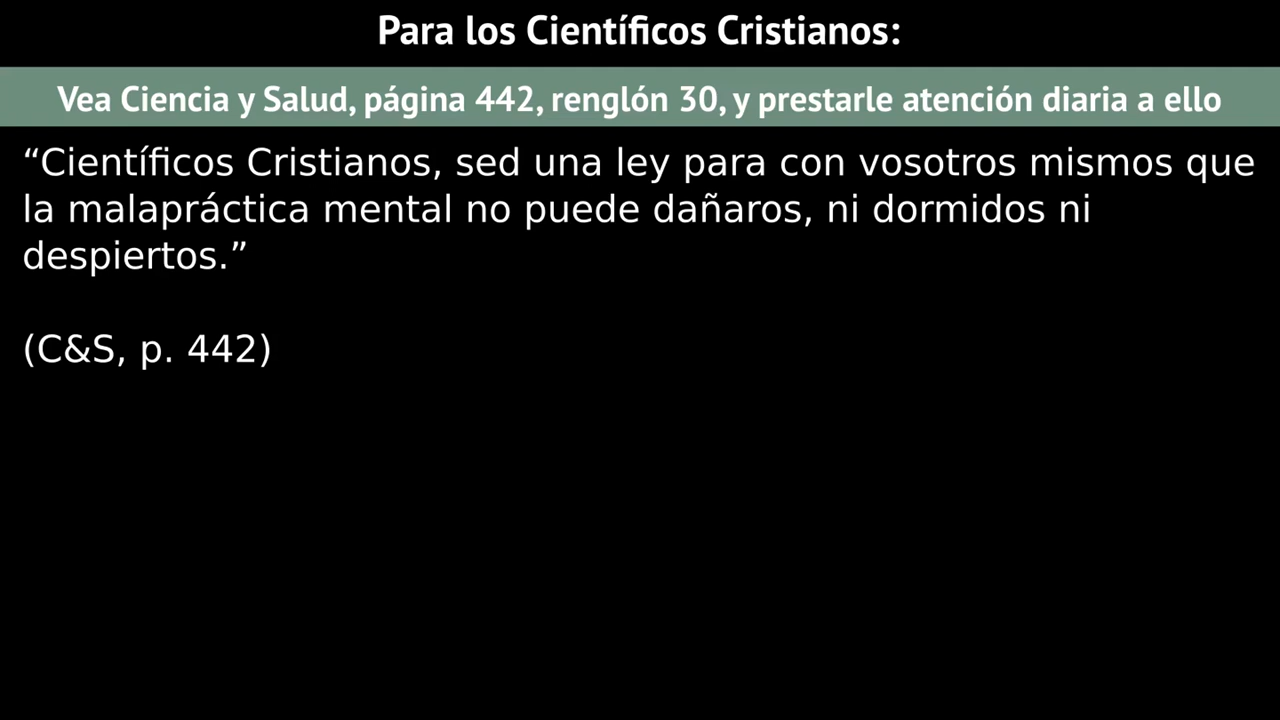 Para los Científicos Cristianos:
Vea Ciencia y Salud, página 442, renglón 30, y prestarle atención diaria a ello
“Científicos Cristianos, sed una ley para con vosotros mismos que
la malapráctica mental no puede dañaros, ni dormidos ni
despiertos.”
(C&S, p. 442)